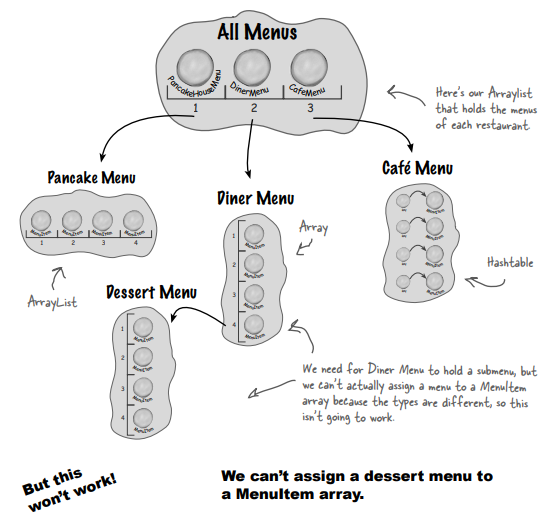 All Menus
PancakeHouseMenu
DinerMenu
CafeMenu
1 2 3
Here's our Arraylist
that holds the menus
of each restaurant
Pancake Menu
MenuItem MenuItem MenuItem MenuItem
1 2 3 4
ArrayList
Diner Menu
1
MenuItem
2
MenuItem
3
MenuItem
4
MenuItem
Array
Café Menu
MenuItem
MenuItem
MenuItem
MenuItem
Hashtable
Dessert Menu
1
MenuItem
2
MenuItem
3
MenuItem
4
MenuItem
We need for Diner Menu to hold a submenu, but
we can't actually assign a menu to a MenuItem
array because the types are different, so this
isn't going to work.
But this
won't work!
We can't assign a dessert menu to
a MenuItem array.